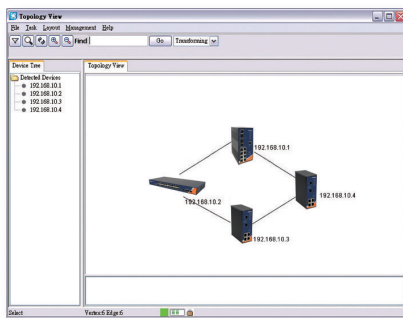 Topology View
File Task Layout Management Help
Find Go Transforming
Device Tree
Topology View
Detected Devices
192.168.10.1
192.168.10.2
192.168.10.3
192.168.10.4
192.168.10.1
192.168.10.2
192.168.10.4
192.168.10.3
Select Vertex:6 Edge:6